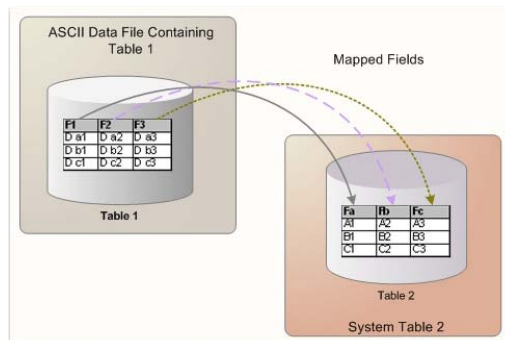 ASCII Data File Containing
Table 1
Mapped Fields
F1 F2 F3
D a1 D a2 D a3
D b1 D b2 D b3
D c1 D c2 D c3
Table 1
Fa Fb Fc
A1 A2 A3
B1 B2 B3
C1 C2 C3
Table 2
System Table 2